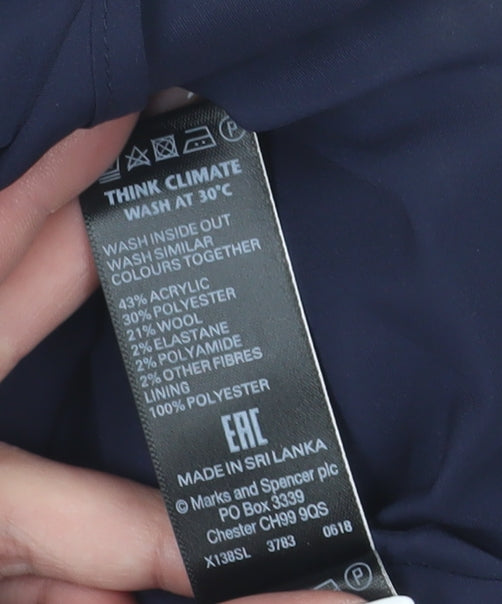 P
THINK CLIMATE
WASH AT 30°C
WASH INSIDE OUT
WASH SIMILAR
COLOURS TOGETHER
43% ACRYLIC
30% POLYESTER
21% WOOL
2% ELASTANE
2% POLYAMIDE
2% OTHER FIBRES
LINING
100% POLYESTER
EAC
MADE IN SRI LANKA
© Marks and Spencer plc
PO Box 3339
Chester CH99 9QS
X138SL 3783 0618
P